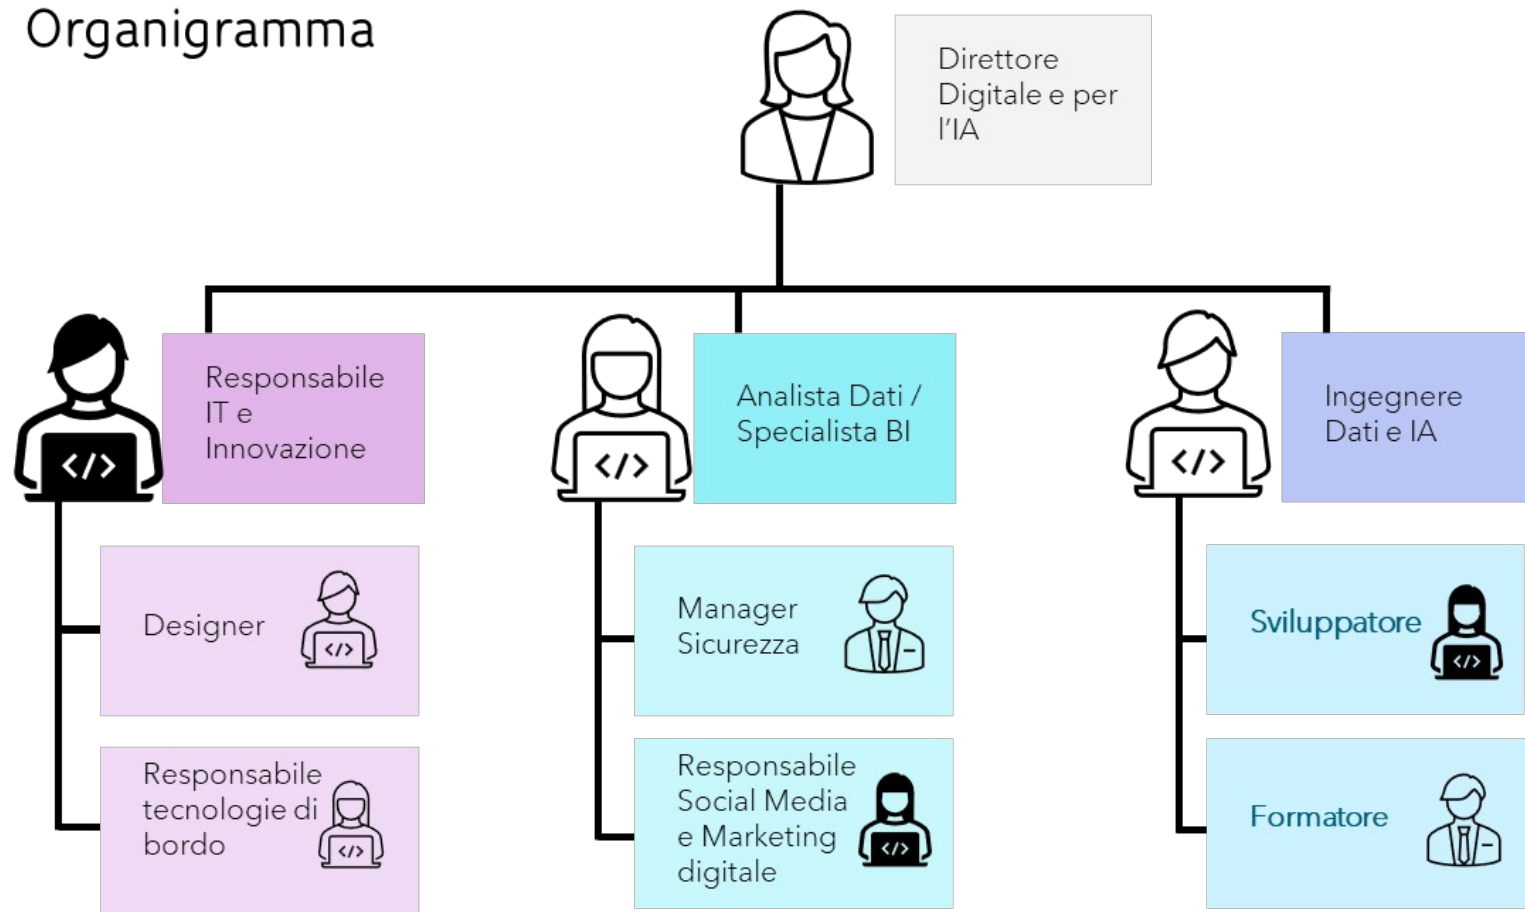 Organigramma
Direttore
Digitale e per
l'IA
Responsabile
IT e
Innovazione
</>
Analista Dati /
Specialista BI
</>
Ingegnere
Dati e IA
</>
Designer
</>
Manager
Sicurezza
Sviluppatore
</>
Responsabile
tecnologie di
bordo
</>
Responsabile
Social Media
e Marketing
digitale
</>
Formatore